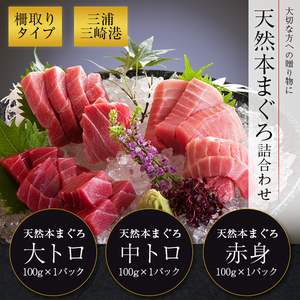 大切な方への贈り物に
天然本まぐろ詰合わせ
柵取り
タイプ
三浦
三崎港
天然本まぐろ
大トロ
100g×1パック
天然本まぐろ
中トロ
100g×1パック
天然本まぐろ
赤身
100g×1パック